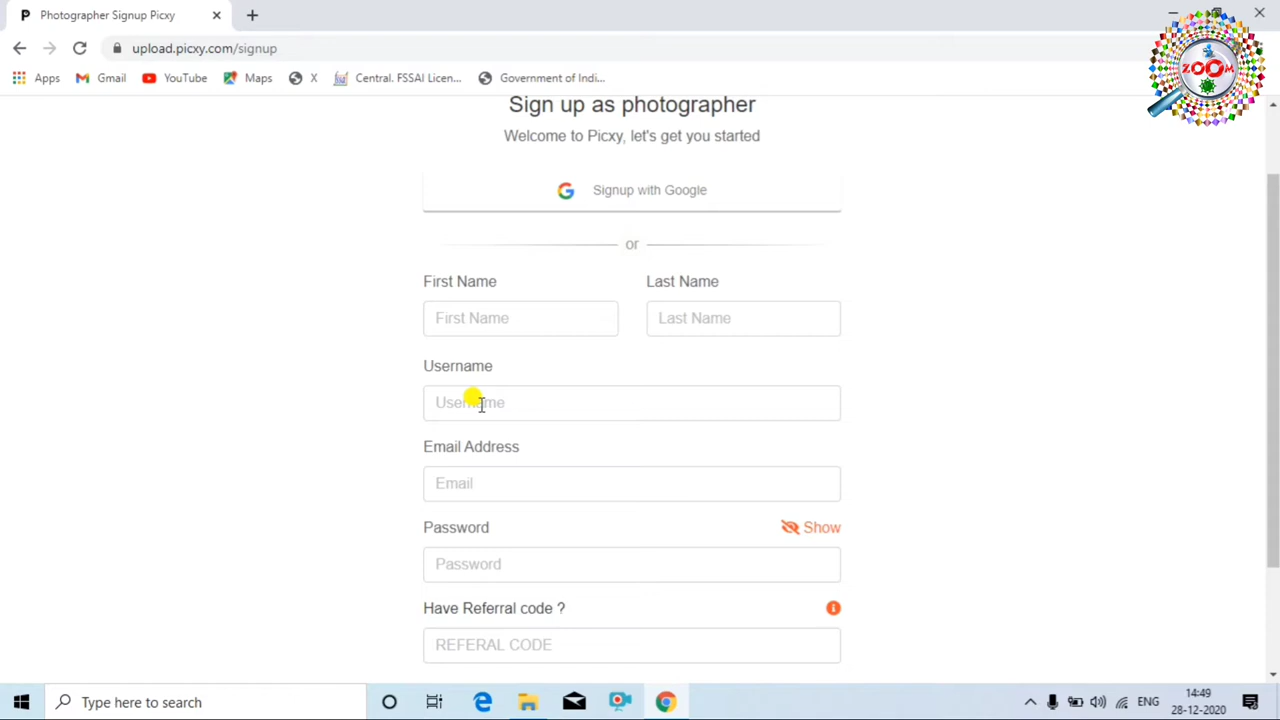 Photographer Signup Picxy
upload.picxy.com/signup
Apps Gmail YouTube Maps X Central. FSSAI Licen... Government of Indi...
ZOOM
Sign up as photographer
Welcome to Picxy, let's get you started
Signup with Google
or
First Name Last Name
First Name Last Name
Username
Username
Email Address
Email
Password Show
Password
Have Referral code ?
REFERAL CODE
Type here to search
ENG
14:49
28-12-2020